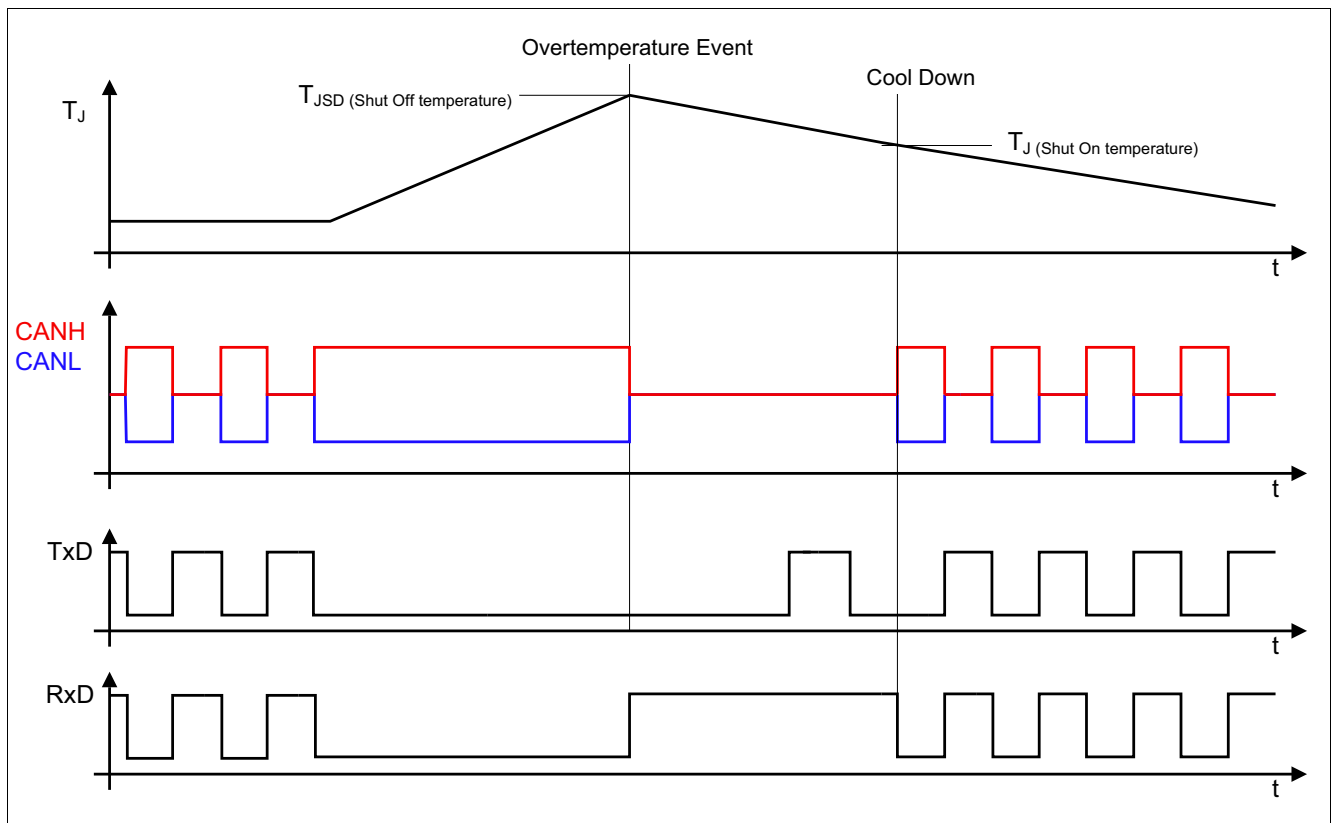 Overtemperature Event
Cool Down
TJSD (Shut Off temperature)
TJ
TJ (Shut On temperature)
t
CANH
CANL
t
TxD
t
RxD
t